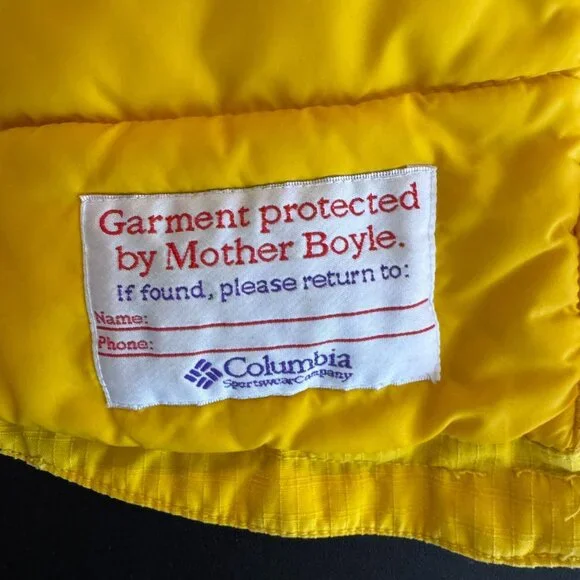 Garment protected
by Mother Boyle.
If found, please return to:
Name:
Phone:
Columbia
Sportswear Company